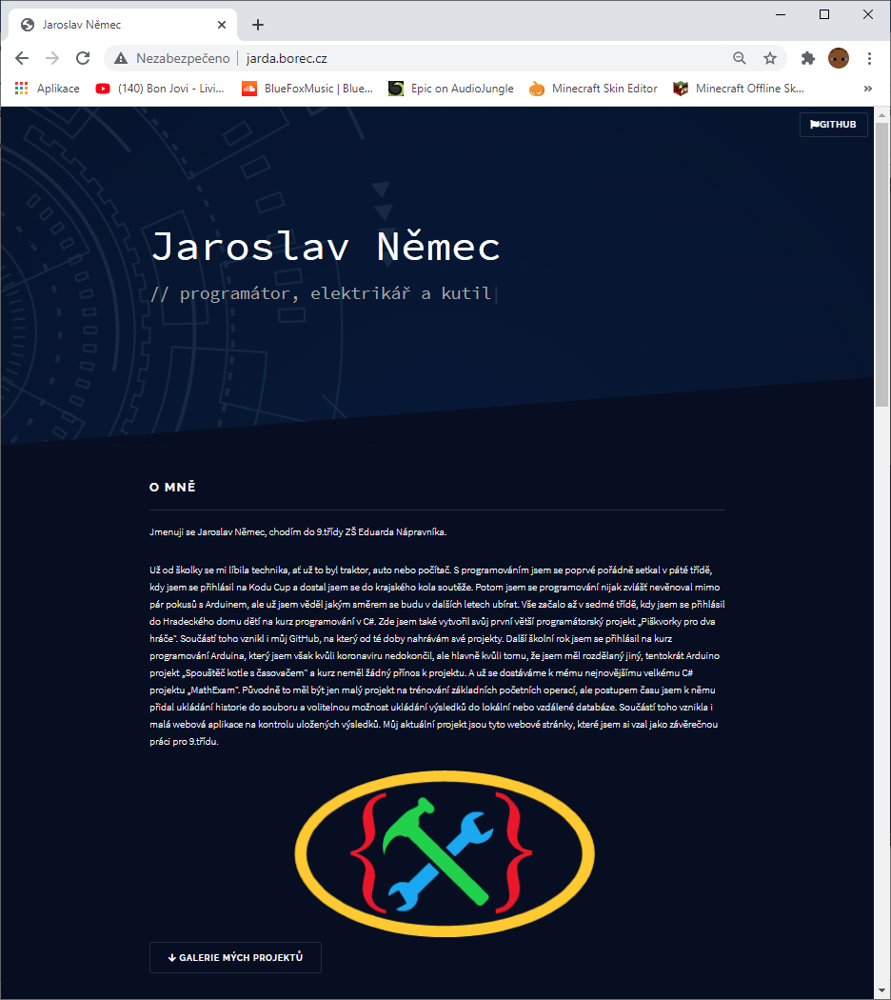 Jaroslav Němec
Nezabezpečeno | jarda.borec.cz
Aplikace (140) Bon Jovi - Livi... BlueFoxMusic | Blue... Epic on AudioJungle Minecraft Skin Editor Minecraft Offline Sk... »
GITHUB
Jaroslav Němec
// programátor, elektrikář a kutil|
O MNĚ
Jmenuji se Jaroslav Němec, chodím do 9.třídy ZŠ Eduarda Nápravníka.
Už od školky se mi líbila technika, ať už to byl traktor, auto nebo počítač. S programováním jsem se poprvé pořádně setkal v páté třídě,
kdy jsem se přihlásil na Kodu Cup a dostal jsem se do krajského kola soutěže. Potom jsem se programování nijak zvlášť nevěnoval mimo
pár pokusů s Arduinem, ale už jsem věděl jakým směrem se budu v dalších letech ubírat. Vše začalo až v sedmé třídě, kdy jsem se přihlásil
do Hradeckého domu dětí na kurz programování v C#. Zde jsem také vytvořil svůj první větší programátorský projekt „Piškvorky pro dva
hráče". Součástí toho vznikl i můj GitHub, na který od té doby nahrávám své projekty. Další školní rok jsem se přihlásil na kurz
programování Arduina, který jsem však kvůli koronaviru nedokončil, ale hlavně kvůli tomu, že jsem měl rozdělaný jiný, tentokrát Arduino
projekt „Spouštěč kotle s časovačem" a kurz neměl žádný přínos k projektu. A už se dostáváme k mému nejnovějšímu velkému C#
projektu „MathExam". Původně to měl být jen malý projekt na trénování základních početních operací, ale postupem času jsem k němu
přidal ukládání historie do souboru a volitelnou možnost ukládání výsledků do lokální nebo vzdálené databáze. Součástí toho vznikla i
malá webová aplikace na kontrolu uložených výsledků. Můj aktuální projekt jsou tyto webové stránky, které jsem si vzal jako závěrečnou
práci pro 9.třídu.
GALERIE MÝCH PROJEKTŮ